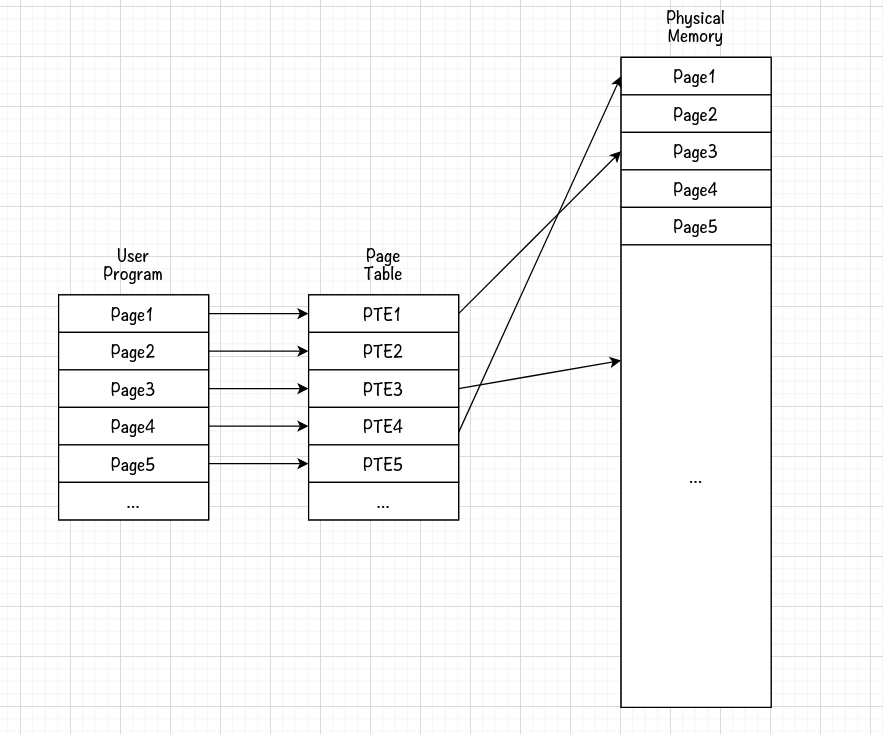 Physical
Memory
Page1
Page2
Page3
Page4
Page5
...
User
Program
Page1
Page2
Page3
Page4
Page5
...
Page
Table
PTE1
PTE2
PTE3
PTE4
PTE5
...